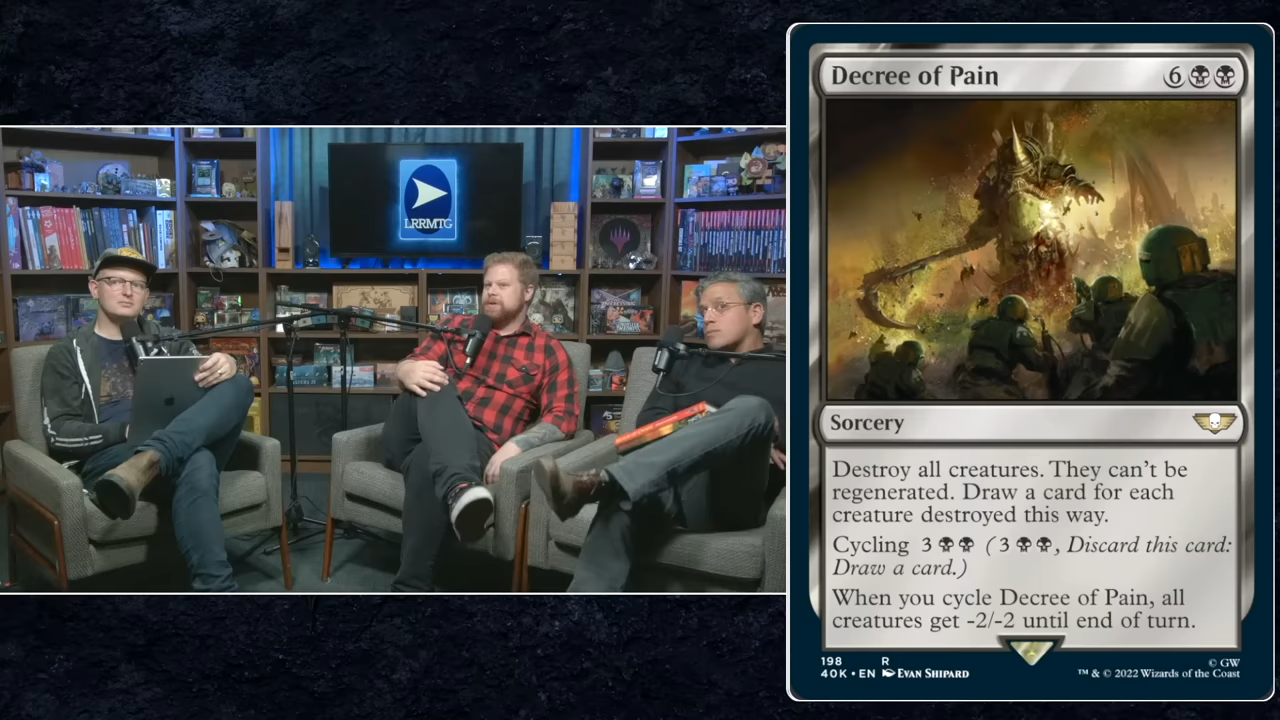 LRRMTG
Decree of Pain
6
Sorcery
Destroy all creatures. They can't be
regenerated. Draw a card for each
creature destroyed this way.
Cycling 3 (3 , Discard this card:
Draw a card.)
When you cycle Decree of Pain, all
creatures get -2/-2 until end of turn.
198 R
40K • EN EVAN SHIPARD
© GW
™ & © 2022 Wizards of the Coast